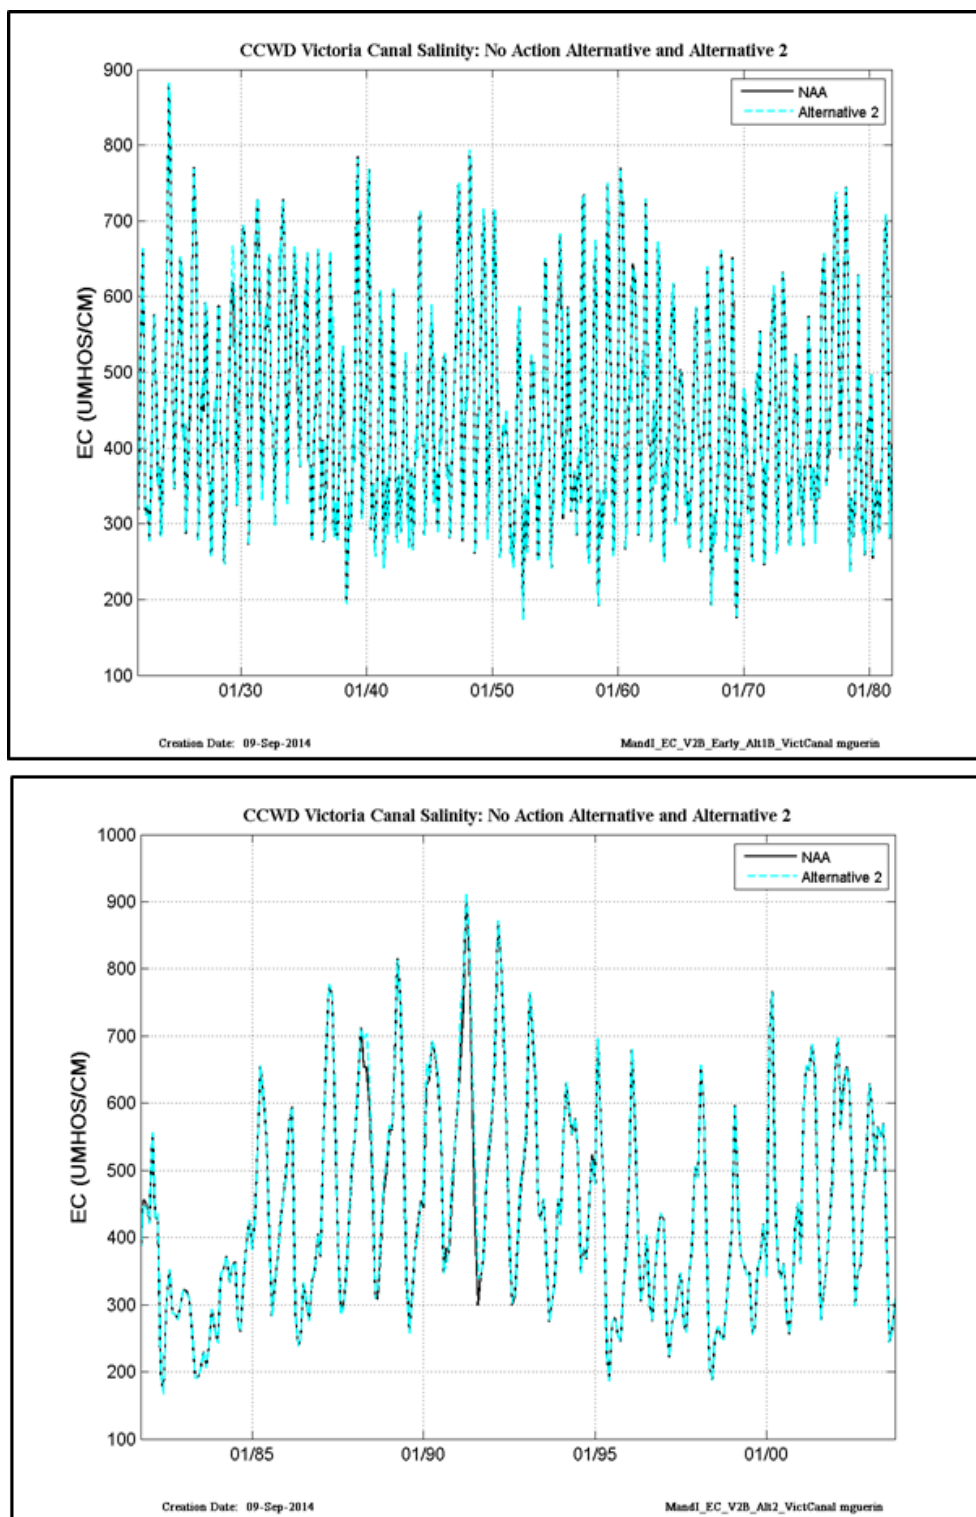 CCWD Victoria Canal Salinity: No Action Alternative and Alternative 2
900
800
700
600
500
400
300
200
100
EC (UMHOS/CM)
NAA
Alternative 2
01/30 01/40 01/50 01/60 01/70 01/80
Creation Date: 09-Sep-2014 MandI_EC_V2B_Early_Alt1B_VictCanal mguerin
CCWD Victoria Canal Salinity: No Action Alternative and Alternative 2
1000
900
800
700
600
500
400
300
200
100
EC (UMHOS/CM)
NAA
Alternative 2
01/85 01/90 01/95 01/00
Creation Date: 09-Sep-2014 MandI_EC_V2B_Alt2_VictCanal mguerin